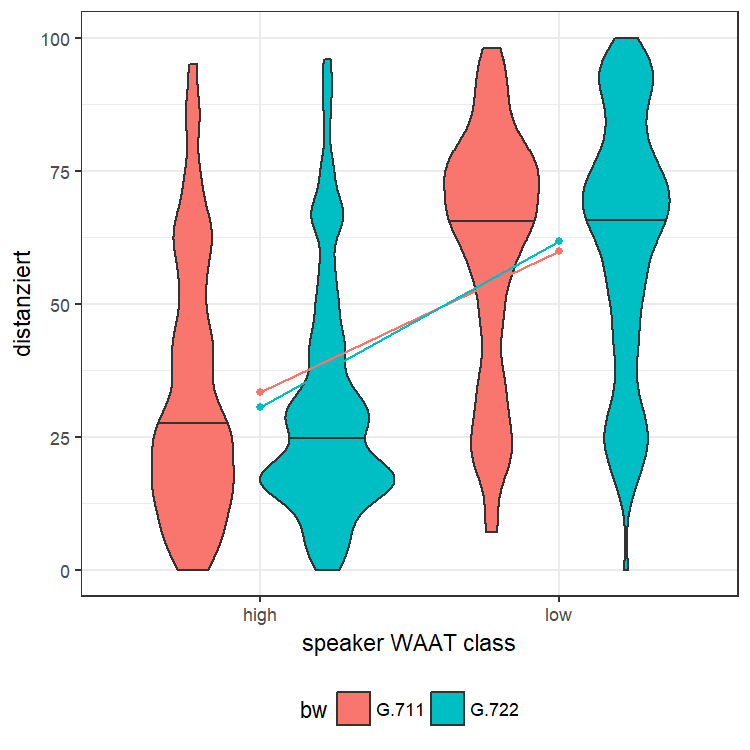 100
75
50
25
0
distanziert
high low
speaker WAAT class
bw G.711 G.722